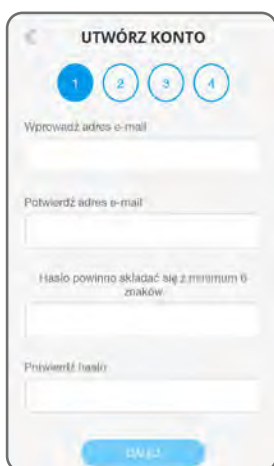 UTWÓRZ KONTO
1 2 3 4
Wprowadź adres e-mail
Potwierdź adres e-mail
Hasło powinno składać się z minimum 6
znaków
Potwierdź hasło
DALEJ